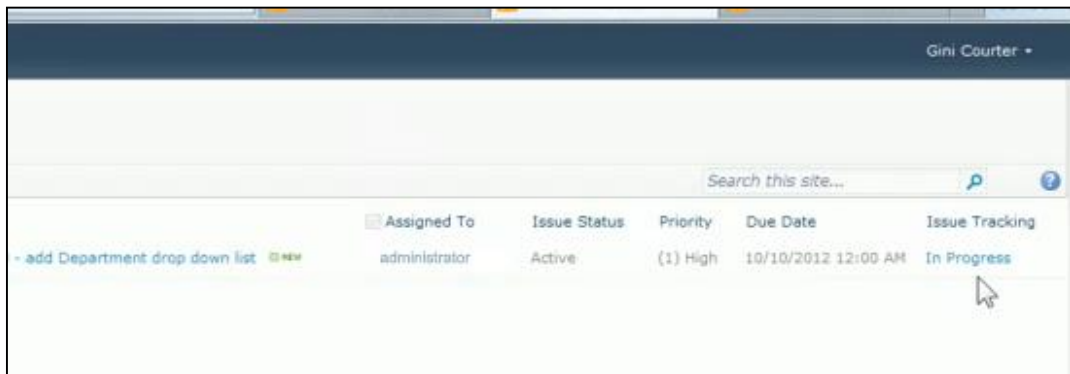 Gini Courter
Search this site...
Assigned To Issue Status Priority Due Date Issue Tracking
- add Department drop down list NEW administrator Active (1) High 10/10/2012 12:00 AM In Progress